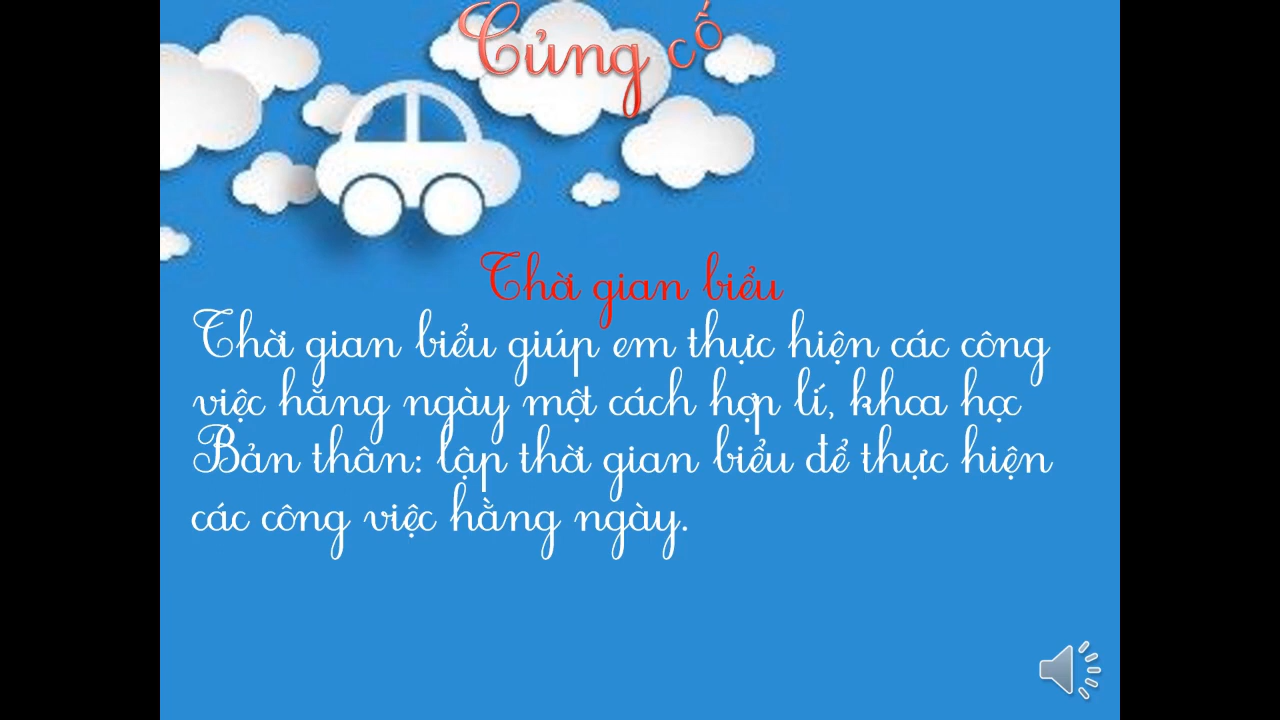 Củng cố
Thời gian biểu
Thời gian biểu giúp em thực hiện các công
việc hằng ngày một cách hợp lí, khoa học
Bản thân: lập thời gian biểu để thực hiện
các công việc hằng ngày.